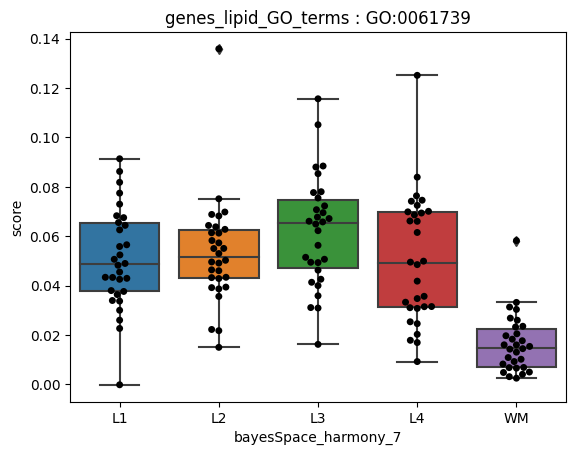 genes_lipid_GO_terms : GO:0061739
0.14
0.12
0.10
0.08
0.06
0.04
0.02
0.00
score
L1 L2 L3 L4 WM
bayesSpace_harmony_7